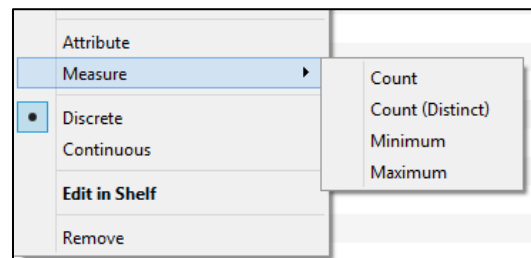 Attribute
Measure
Count
Count (Distinct)
Minimum
Maximum
Discrete
Continuous
Edit in Shelf
Remove